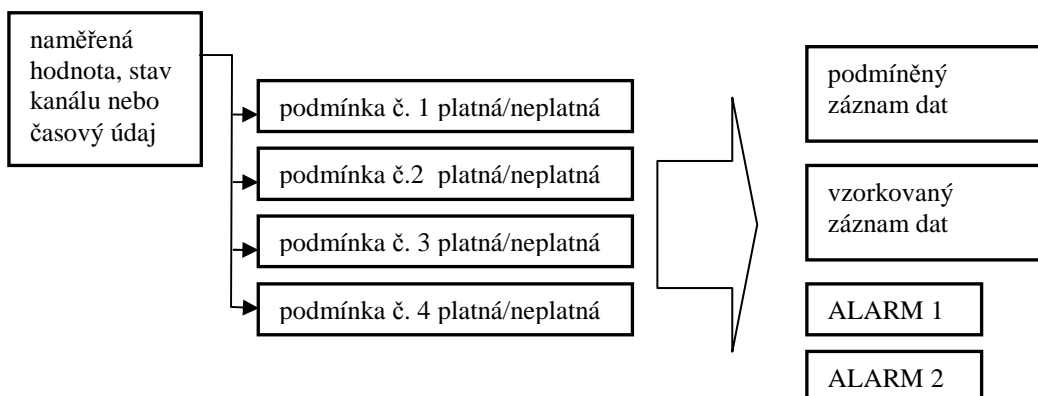 naměřená
hodnota, stav
kanálu nebo
časový údaj
podmínka č. 1 platná/neplatná
podmínka č.2 platná/neplatná
podmínka č. 3 platná/neplatná
podmínka č. 4 platná/neplatná
podmíněný
záznam dat
vzorkovaný
záznam dat
ALARM 1
ALARM 2